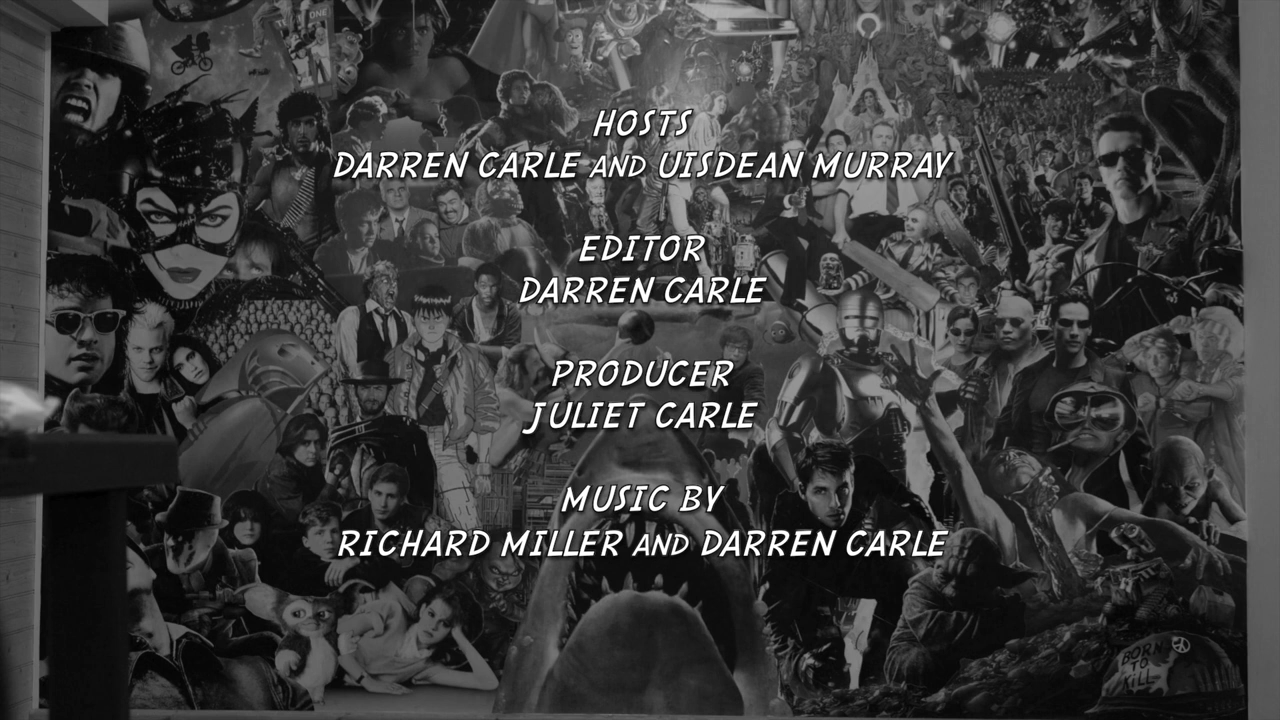 HOSTS
DARREN CARLE AND UISDEAN MURRAY
EDITOR
DARREN CARLE
PRODUCER
JULIET CARLE
MUSIC BY
RICHARD MILLER AND DARREN CARLE
BORN
TO
KILL